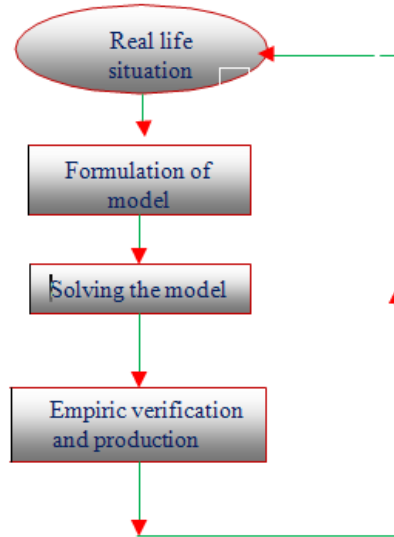 Real life
situation
Formulation of
model
Solving the model
Empiric verification
and production